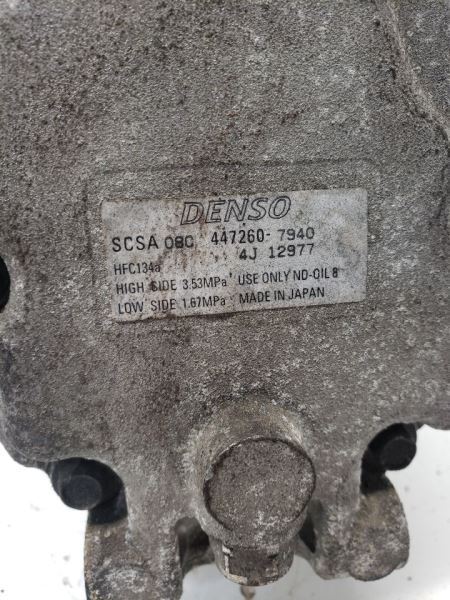 DENSO
SCSA 08C 447260-7940
4J 12977
HFC134a
HIGH SIDE 3.53MPa USE ONLY ND-OIL 8
LOW SIDE 1.67MPa MADE IN JAPAN